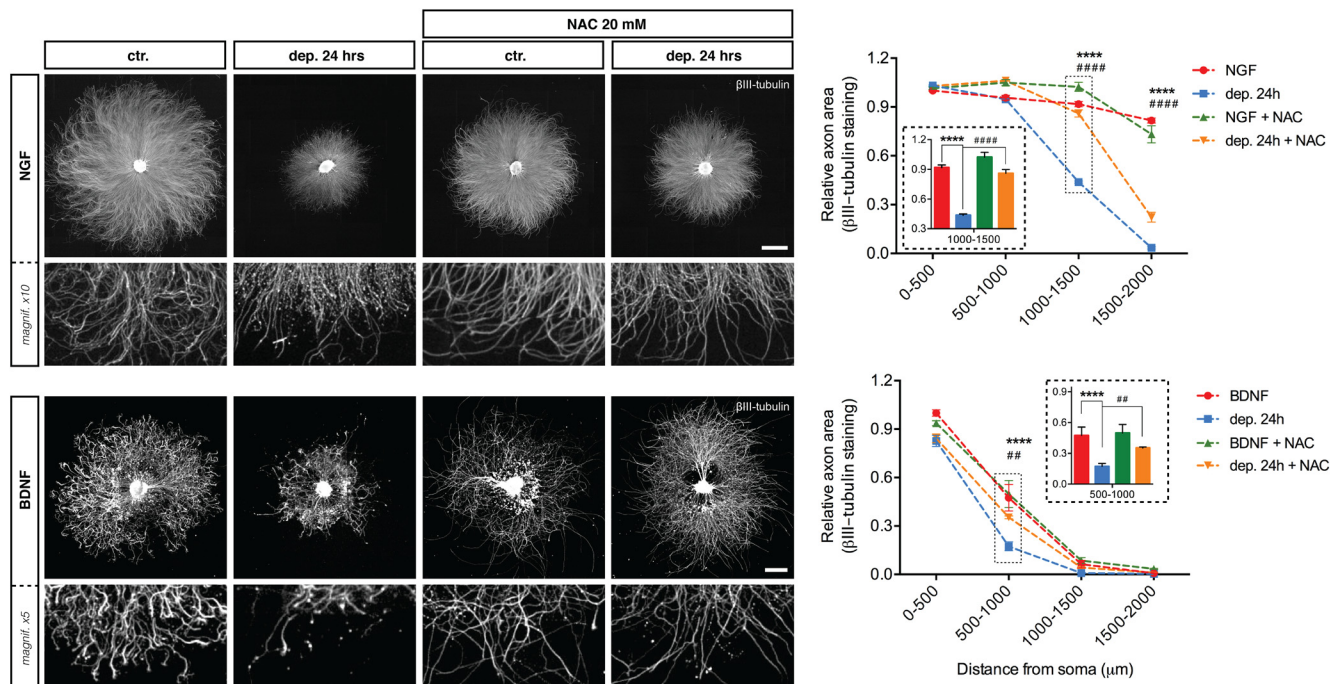 NAC 20 mM
ctr.
dep. 24 hrs
ctr.
dep. 24 hrs
NGF
βIII-tubulin
magnif. x10
BDNF
βIII-tubulin
magnif. x5
Relative axon area
(βIII–tubulin staining)
1.2
0.9
0.6
0.3
0.0
****
####
****
####
NGF
dep. 24h
NGF + NAC
dep. 24h + NAC
1.2
0.9
0.6
0.3
****
####
1000-1500
0-500
500-1000
1000-1500
1500-2000
Relative axon area
(βIII–tubulin staining)
1.2
0.9
0.6
0.3
0.0
****
##
BDNF
dep. 24h
BDNF + NAC
dep. 24h + NAC
1.2
0.9
0.6
0.3
0.0
****
##
500-1000
0-500
500-1000
1000-1500
1500-2000
Distance from soma (μm)